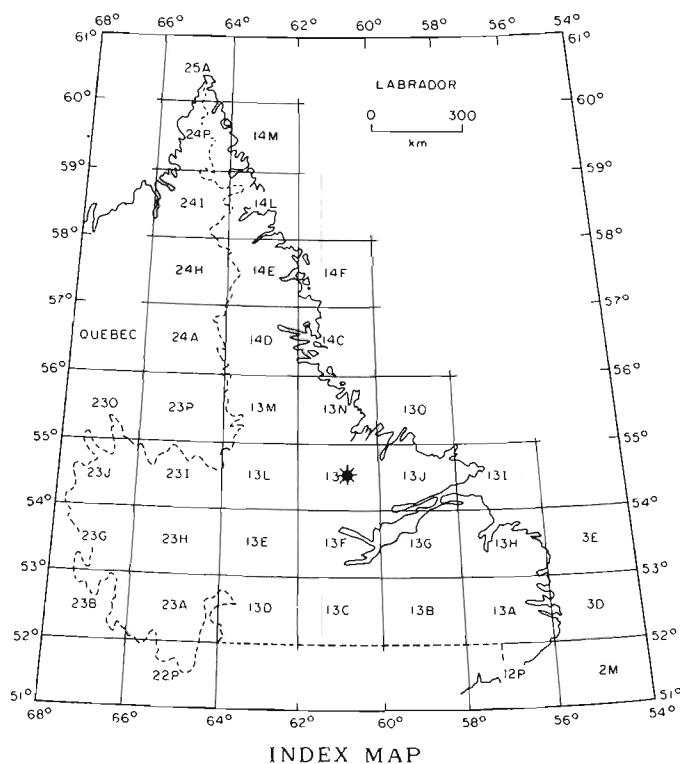 68° 66° 64° 62° 60° 58° 56° 54°
61° 61°
25A
LABRADOR
60° 60°
0 300
km
24P 14M
59° 59°
24I 14L
58° 58°
24H 14E 14F
57° 57°
QUEBEC 24A 14D 14C
56° 56°
23O 23P 13M 13N 13O
55° 55°
23J 23I 13L 13 13J 13I
54° 54°
23G 23H 13E 13F 13G 13H 3E
53° 53°
23B 23A 13D 13C 13B 13A 3D
52° 52°
22P 12P 2M
51° 51°
68° 66° 64° 62° 60° 58° 56° 54°
INDEX MAP